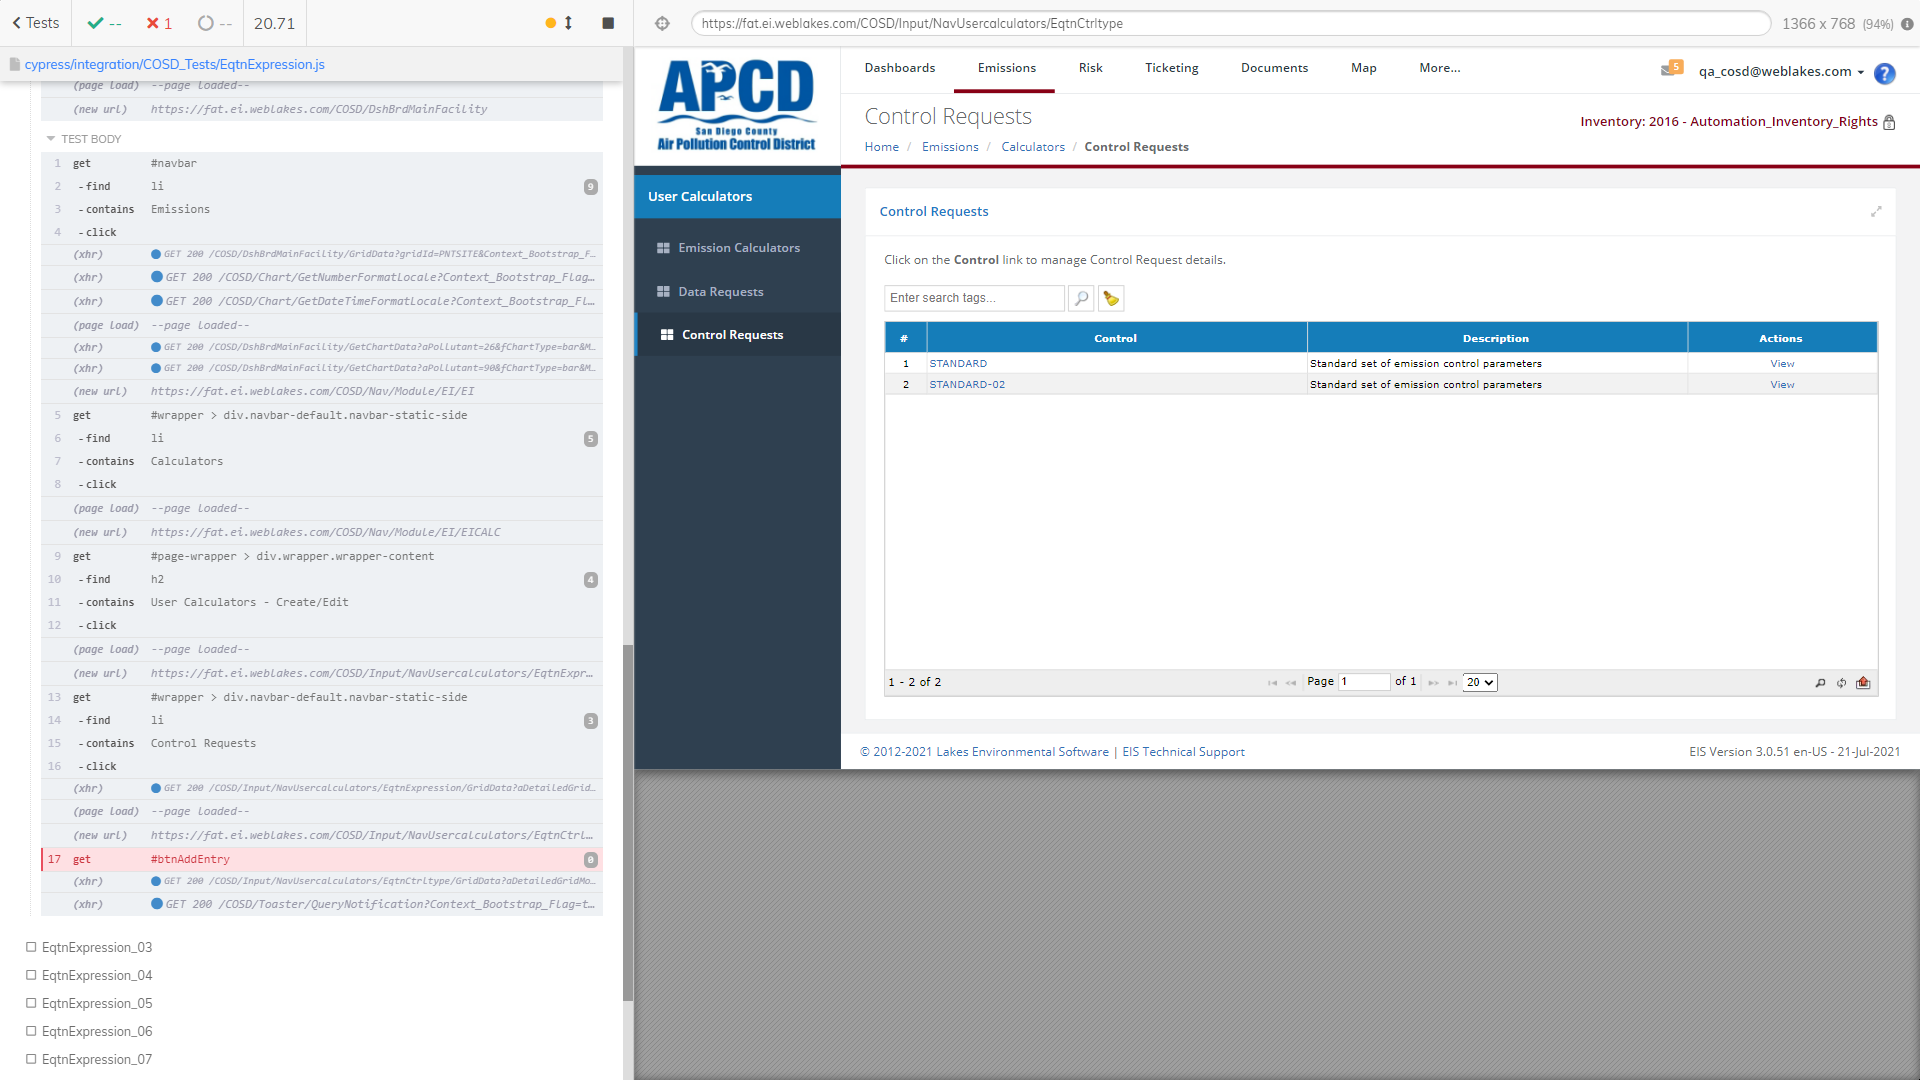 Tests
--
1
--
20.71
cypress/integration/COSD_Tests/EqtnExpression.js
(page load) --page loaded--
(new url) https://fat.ei.weblakes.com/COSD/DshBrdMainFacility
TEST BODY
1 get #navbar
2 -find li 9
3 -contains Emissions
4 -click
(xhr) GET 200 /COSD/DshBrdMainFacility/GridData?gridId=PNTSITE&Context_Bootstrap_F...
(xhr) GET 200 /COSD/Chart/GetNumberFormatLocale?Context_Bootstrap_Flag...
(xhr) GET 200 /COSD/Chart/GetDateTimeFormatLocale?Context_Bootstrap_Fl...
(page load) --page loaded--
(xhr) GET 200 /COSD/DshBrdMainFacility/GetChartData?aPollutant=26&fChartType=bar&M...
(xhr) GET 200 /COSD/DshBrdMainFacility/GetChartData?aPollutant=90&fChartType=bar&M...
(new url) https://fat.ei.weblakes.com/COSD/Nav/Module/EI/EI
5 get #wrapper > div.navbar-default.navbar-static-side
6 -find li 5
7 -contains Calculators
8 -click
(page load) --page loaded--
(new url) https://fat.ei.weblakes.com/COSD/Nav/Module/EI/EICALC
9 get #page-wrapper > div.wrapper.wrapper-content
10 -find h2 4
11 -contains User Calculators - Create/Edit
12 -click
(page load) --page loaded--
(new url) https://fat.ei.weblakes.com/COSD/Input/NavUsercalculators/EqtnExpr...
13 get #wrapper > div.navbar-default.navbar-static-side
14 -find li 3
15 -contains Control Requests
16 -click
(xhr) GET 200 /COSD/Input/NavUsercalculators/EqtnExpression/GridData?aDetailedGrid...
(page load) --page loaded--
(new url) https://fat.ei.weblakes.com/COSD/Input/NavUsercalculators/EqtnCtrl...
17 get #btnAddEntry 0
(xhr) GET 200 /COSD/Input/NavUsercalculators/EqtnCtrltype/GridData?aDetailedGridMo...
(xhr) GET 200 /COSD/Toaster/QueryNotification?Context_Bootstrap_Flag=t...
EqtnExpression_03
EqtnExpression_04
EqtnExpression_05
EqtnExpression_06
EqtnExpression_07
https://fat.ei.weblakes.com/COSD/Input/NavUsercalculators/EqtnCtrltype
1366 x 768 (94%)
APCD
San Diego County
Air Pollution Control District
Dashboards Emissions Risk Ticketing Documents Map More...
5 qa_cosd@weblakes.com ?
Control Requests
Inventory: 2016 - Automation_Inventory_Rights
Home / Emissions / Calculators / Control Requests
User Calculators
Emission Calculators
Data Requests
Control Requests
Control Requests
Click on the Control link to manage Control Request details.
Enter search tags...
# Control Description Actions
1 STANDARD Standard set of emission control parameters View
2 STANDARD-02 Standard set of emission control parameters View
1 - 2 of 2 Page 1 of 1 20
© 2012-2021 Lakes Environmental Software | EIS Technical Support
EIS Version 3.0.51 en-US - 21-Jul-2021